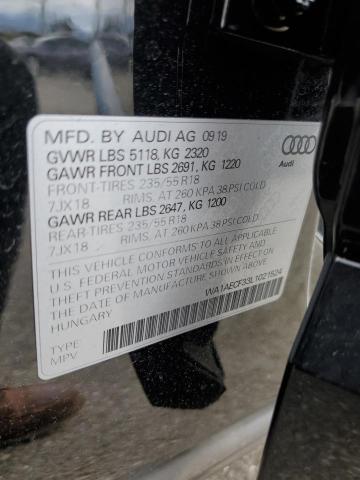 MFD. BY AUDI AG 09.19
GVWR LBS 5118, KG 2320
GAWR FRONT LBS 2691, KG 1220
FRONT-TIRES 235/55 R18
7JX18 RIMS, AT 260 KPA 38 PSI COLD
GAWR REAR LBS 2647, KG 1200
REAR-TIRES 235/55 R18
7JX18 RIMS, AT 260 KPA 38 PSI COLD
THIS VEHICLE CONFORMS TO ALL APPLICABLE
U.S. FEDERAL MOTOR VEHICLE SAFETY AND
THEFT PREVENTION STANDARDS IN EFFECT ON
THE DATE OF MANUFACTURE SHOWN ABOVE
HUNGARY
WA1AECF33L1021524
TYPE:
MPV
Audi